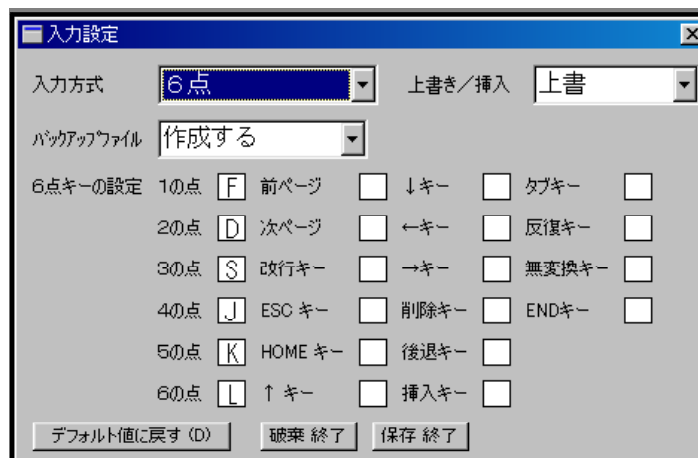 入力設定
入力方式 6点 上書き／挿入 上書
バックアップファイル 作成する
6点キーの設定 1の点 F 前ページ ↓キー タブキー
2の点 D 次ページ ←キー 反復キー
3の点 S 改行キー →キー 無変換キー
4の点 J ESC キー 削除キー ENDキー
5の点 K HOME キー 後退キー
6の点 L ↑ キー 挿入キー
デフォルト値に戻す (D) 破棄 終了 保存 終了